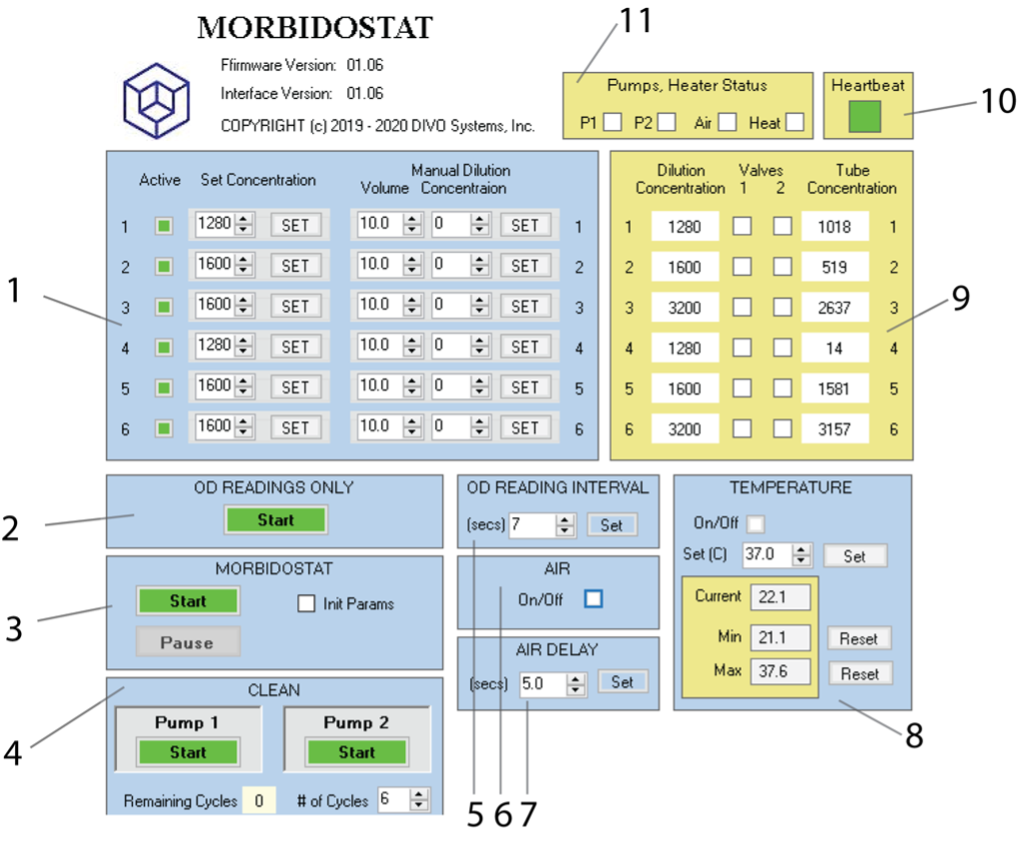 MORBIDOSTAT
Ffirmware Version: 01.06
Interface Version: 01.06
COPYRIGHT (c) 2019 - 2020 DIVO Systems, Inc.
11
Pumps, Heater Status
P1 P2 Air Heat
Heartbeat
10
Active Set Concentration Manual Dilution
Volume Concentraion
1 1280 SET 10.0 0 SET 1
2 1600 SET 10.0 0 SET 2
3 1600 SET 10.0 0 SET 3
4 1280 SET 10.0 0 SET 4
5 1600 SET 10.0 0 SET 5
6 1600 SET 10.0 0 SET 6
1
Dilution Valves Tube
Concentration 1 2 Concentration
1 1280 1018 1
2 1600 519 2
3 3200 2637 3
4 1280 14 4
5 1600 1581 5
6 3200 3157 6
9
OD READINGS ONLY
Start
2
MORBIDOSTAT
Start Init Params
Pause
3
CLEAN
Pump 1 Pump 2
Start Start
Remaining Cycles 0 # of Cycles 6
4
OD READING INTERVAL
(secs) 7 Set
AIR
On/Off
AIR DELAY
(secs) 5.0 Set
5 6 7
TEMPERATURE
On/Off
Set (C) 37.0 Set
Current 22.1
Min 21.1 Reset
Max 37.6 Reset
8